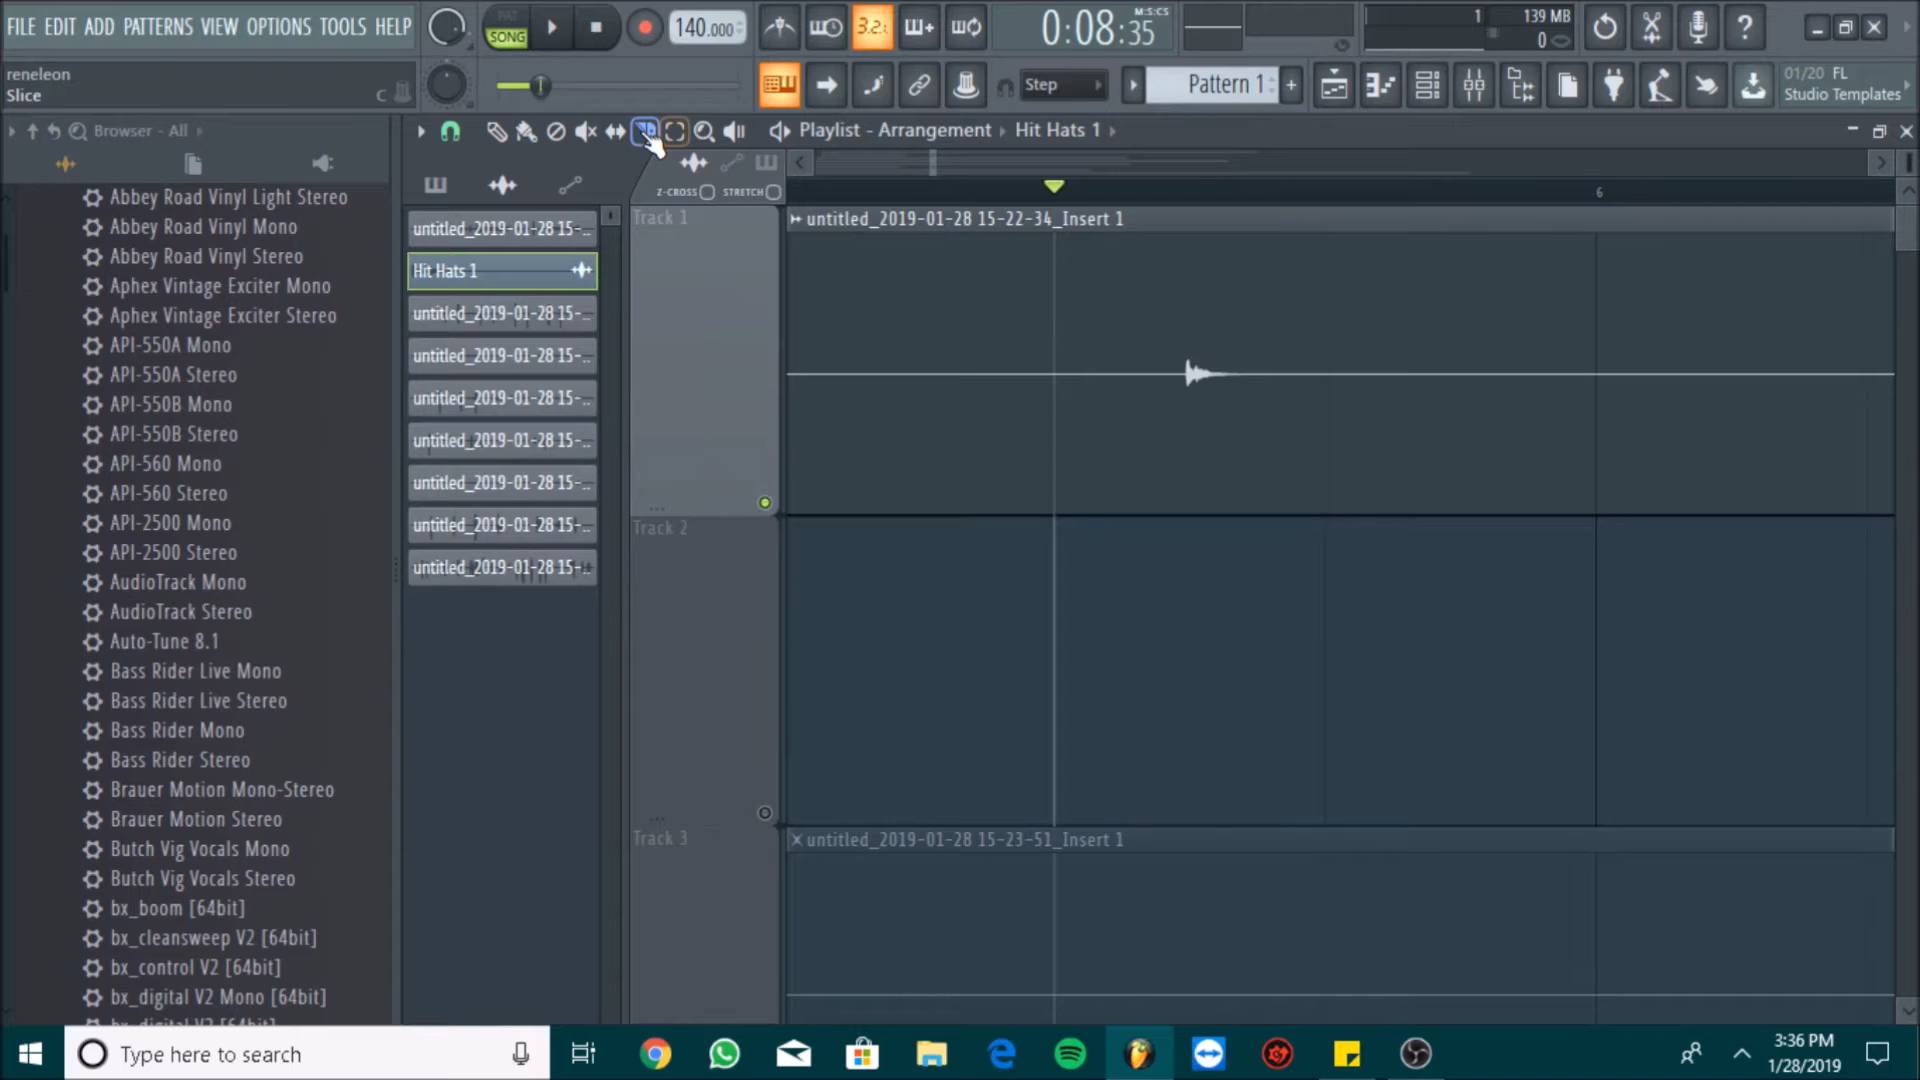 FILE EDIT ADD PATTERNS VIEW OPTIONS TOOLS HELP
PAT
SONG
140.000
3.2.1
0:08:35
M:S:CS
1
139 MB
0
reneleon
Slice
C
Step
Pattern 1
01/20 FL
Studio Templates
Browser - All
Playlist - Arrangement
Hit Hats 1
Z-CROSS
STRETCH
6
Abbey Road Vinyl Light Stereo
Abbey Road Vinyl Mono
Abbey Road Vinyl Stereo
Aphex Vintage Exciter Mono
Aphex Vintage Exciter Stereo
API-550A Mono
API-550A Stereo
API-550B Mono
API-550B Stereo
API-560 Mono
API-560 Stereo
API-2500 Mono
API-2500 Stereo
AudioTrack Mono
AudioTrack Stereo
Auto-Tune 8.1
Bass Rider Live Mono
Bass Rider Live Stereo
Bass Rider Mono
Bass Rider Stereo
Brauer Motion Mono-Stereo
Brauer Motion Stereo
Butch Vig Vocals Mono
Butch Vig Vocals Stereo
bx_boom [64bit]
bx_cleansweep V2 [64bit]
bx_control V2 [64bit]
bx_digital V2 Mono [64bit]
untitled_2019-01-28 15-..
Hit Hats 1
untitled_2019-01-28 15-..
untitled_2019-01-28 15-..
untitled_2019-01-28 15-..
untitled_2019-01-28 15-..
untitled_2019-01-28 15-..
untitled_2019-01-28 15-..
untitled_2019-01-28 15-..
Track 1
untitled_2019-01-28 15-22-34_Insert 1
Track 2
Track 3
untitled_2019-01-28 15-23-51_Insert 1
Type here to search
3:36 PM
1/28/2019